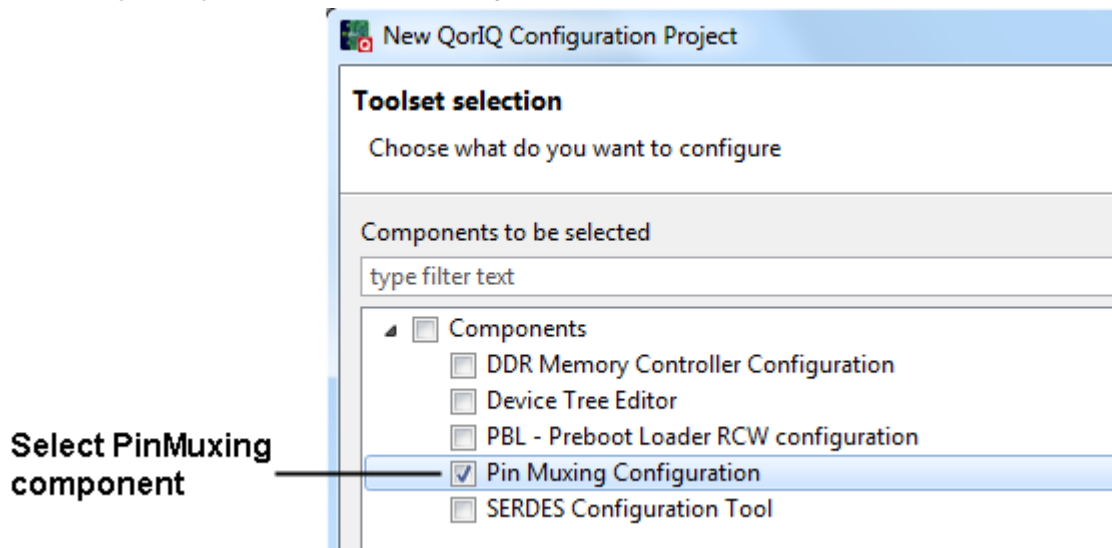 New QorIQ Configuration Project
Toolset selection
Choose what do you want to configure
Components to be selected
type filter text
Components
DDR Memory Controller Configuration
Device Tree Editor
PBL - Preboot Loader RCW configuration
Pin Muxing Configuration
SERDES Configuration Tool
Select PinMuxing
component